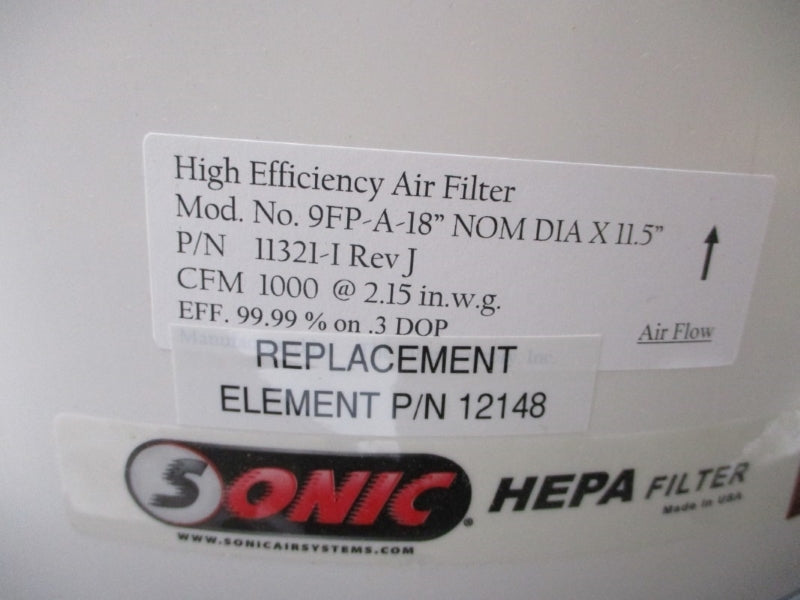 High Efficiency Air Filter
Mod. No. 9FP-A-18” NOM DIA X 11.5”
P/N 11321-I Rev J
CFM 1000 @ 2.15 in.w.g.
EFF. 99.99 % on .3 DOP
Air Flow
Inc.
REPLACEMENT
ELEMENT P/N 12148
SONIC®
HEPA FILTER
Made in USA
WWW.SONICAIRSYSTEMS.COM